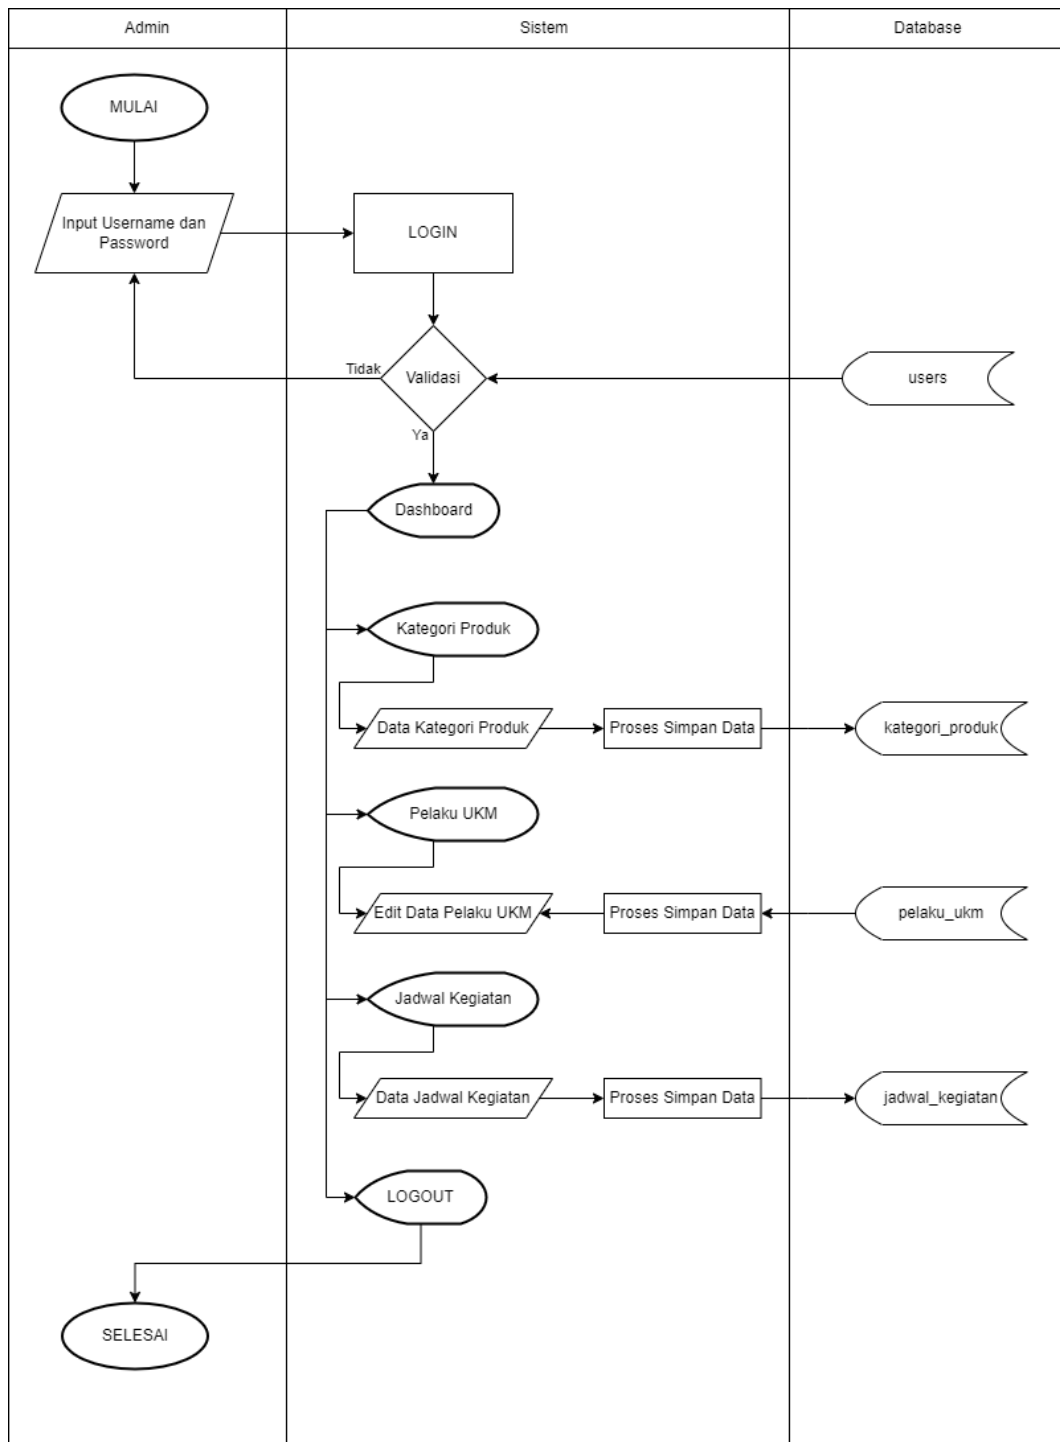 Admin
Sistem
Database
MULAI
Input Username dan
Password
LOGIN
Tidak
Validasi
users
Ya
Dashboard
Kategori Produk
Data Kategori Produk
Proses Simpan Data
kategori_produk
Pelaku UKM
Edit Data Pelaku UKM
Proses Simpan Data
pelaku_ukm
Jadwal Kegiatan
Data Jadwal Kegiatan
Proses Simpan Data
jadwal_kegiatan
LOGOUT
SELESAI